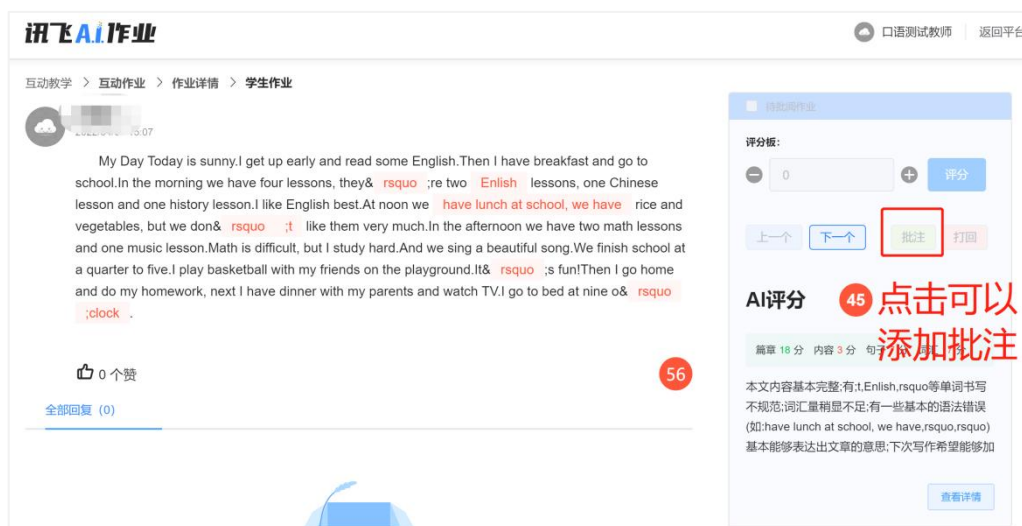 讯飞A.I.作业
口语测试教师 返回平台
互动教学 > 互动作业 > 作业详情 > 学生作业
待批阅作业
15:07
评分板:
My Day Today is sunny.I get up early and read some English.Then I have breakfast and go to
school.In the morning we have four lessons, they& rsquo ;re two Enlish lessons, one Chinese
lesson and one history lesson.I like English best.At noon we have lunch at school, we have rice and
vegetables, but we don& rsquo ;t like them very much.In the afternoon we have two math lessons
and one music lesson.Math is difficult, but I study hard.And we sing a beautiful song.We finish school at
a quarter to five.I play basketball with my friends on the playground.It& rsquo ;s fun!Then I go home
and do my homework, next I have dinner with my parents and watch TV.I go to bed at nine o& rsquo
;clock .
0 个赞
56
全部回复 (0)
0 评分
上一个 下一个 批注 打回
AI评分 45 点击可以
添加批注
篇章 18 分 内容 3 分
本文内容基本完整;有;t,Enlish,rsquo等单词书写
不规范;词汇量稍显不足;有一些基本的语法错误
(如:have lunch at school, we have,rsquo,rsquo)
基本能够表达出文章的意思;下次写作希望能够加
查看详情